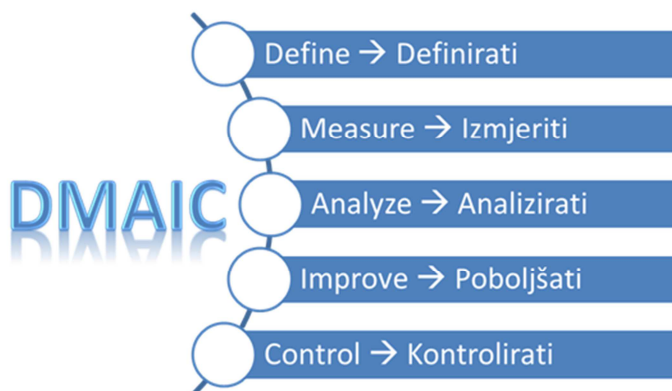 Define → Definirati
Measure → Izmjeriti
DMAIC
Analyze → Analizirati
Improve → Poboljšati
Control → Kontrolirati